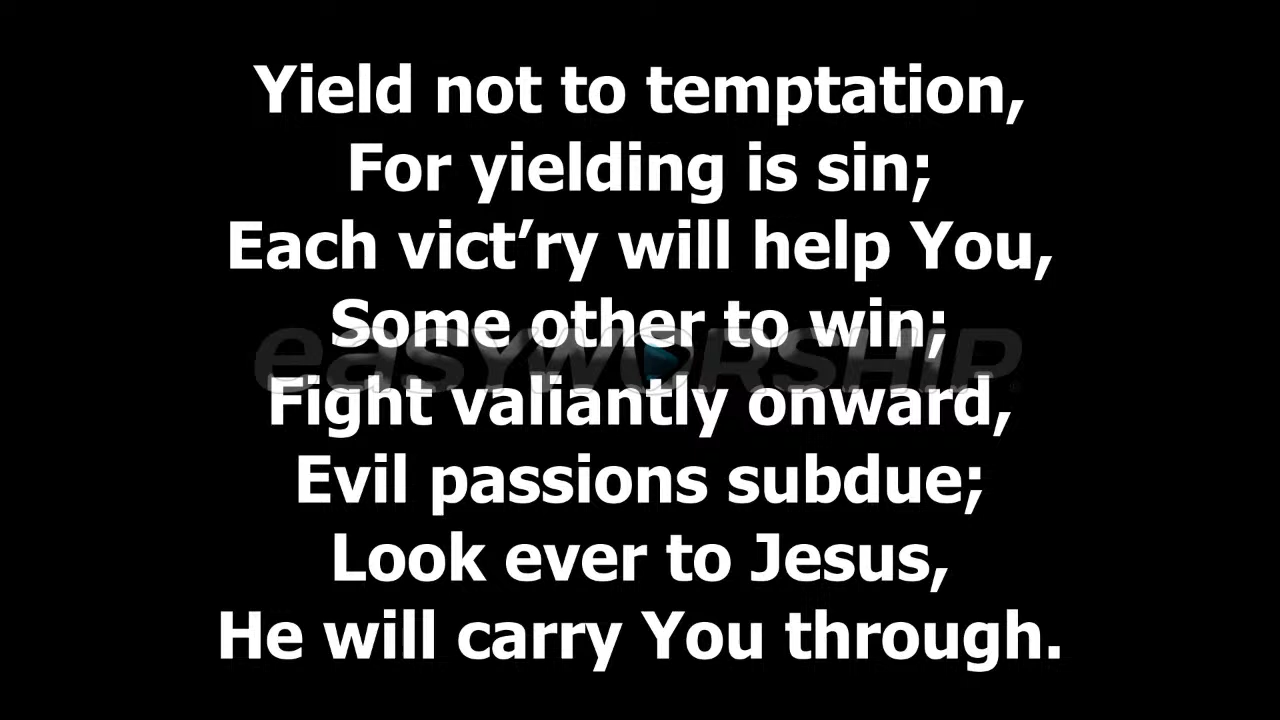 Yield not to temptation,
For yielding is sin;
Each vict’ry will help You,
Some other to win;
easyWORSHIP
Fight valiantly onward,
Evil passions subdue;
Look ever to Jesus,
He will carry You through.